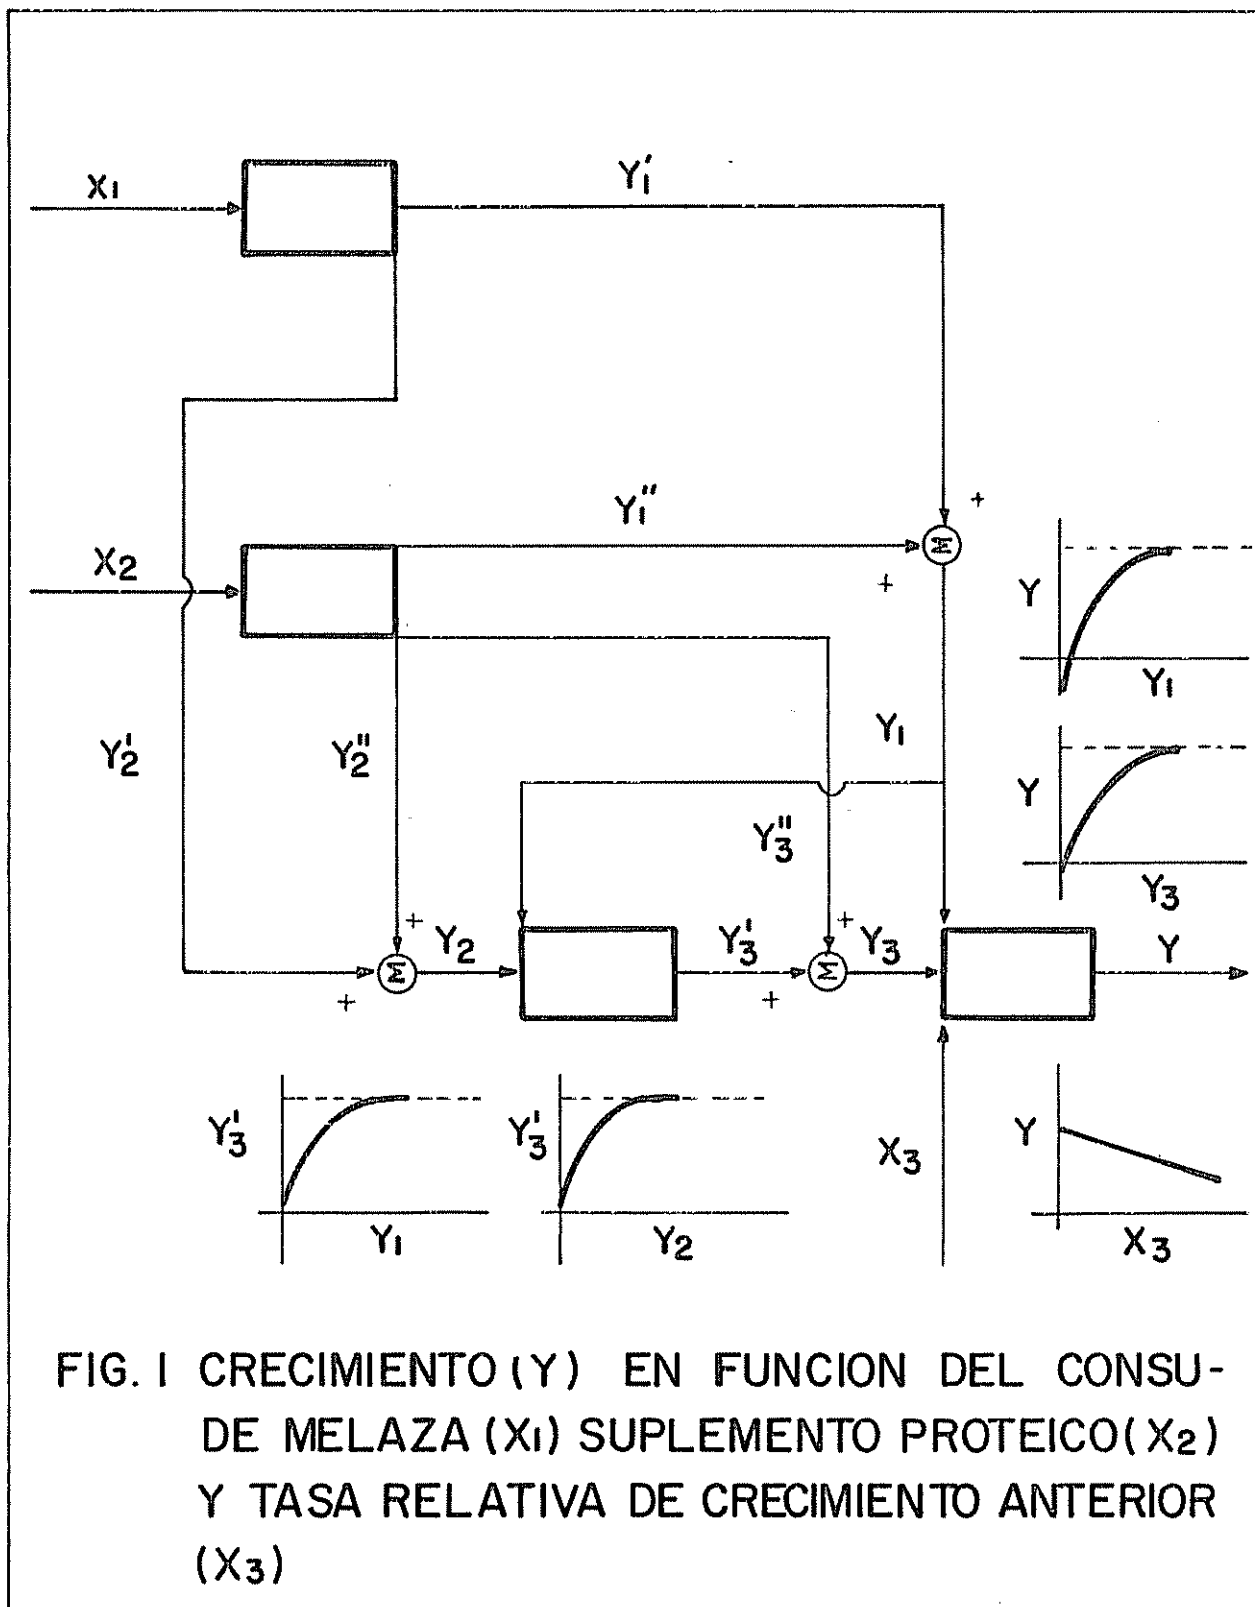 X1
Y1'
Y1''
+
X2
Σ
+
Y
Y1
Y2'
Y2''
Y1
Y
Y3''
Y3
+
+
Y2
Y3'
Y3
Y
Σ
Σ
+
+
Y3'
Y3'
X3
Y
Y1
Y2
X3
FIG. 1 CRECIMIENTO (Y) EN FUNCION DEL CONSU-
DE MELAZA (X1) SUPLEMENTO PROTEICO (X2)
Y TASA RELATIVA DE CRECIMIENTO ANTERIOR
(X3)